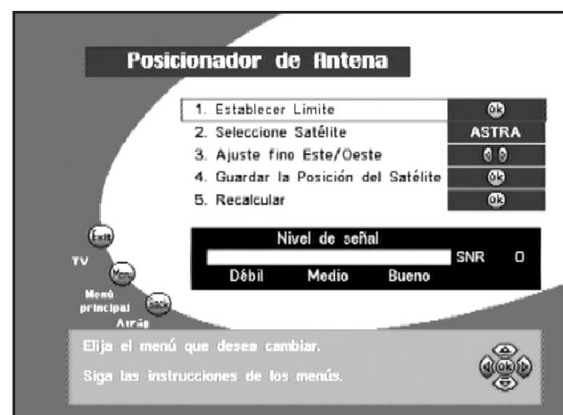 Posicionador de Antena
1. Establecer Limite Ok
2. Seleccione Satélite ASTRA
3. Ajuste fino Este/Oeste
4. Guardar la Posición del Satélite Ok
5. Recalcular Ok
Nivel de señal
SNR 0
Débil Medio Bueno
Exit
TV
Menu
Menú
principal
Back
Atrás
Elija el menú que desea cambiar.
Siga las instrucciones de los menús.
Ok